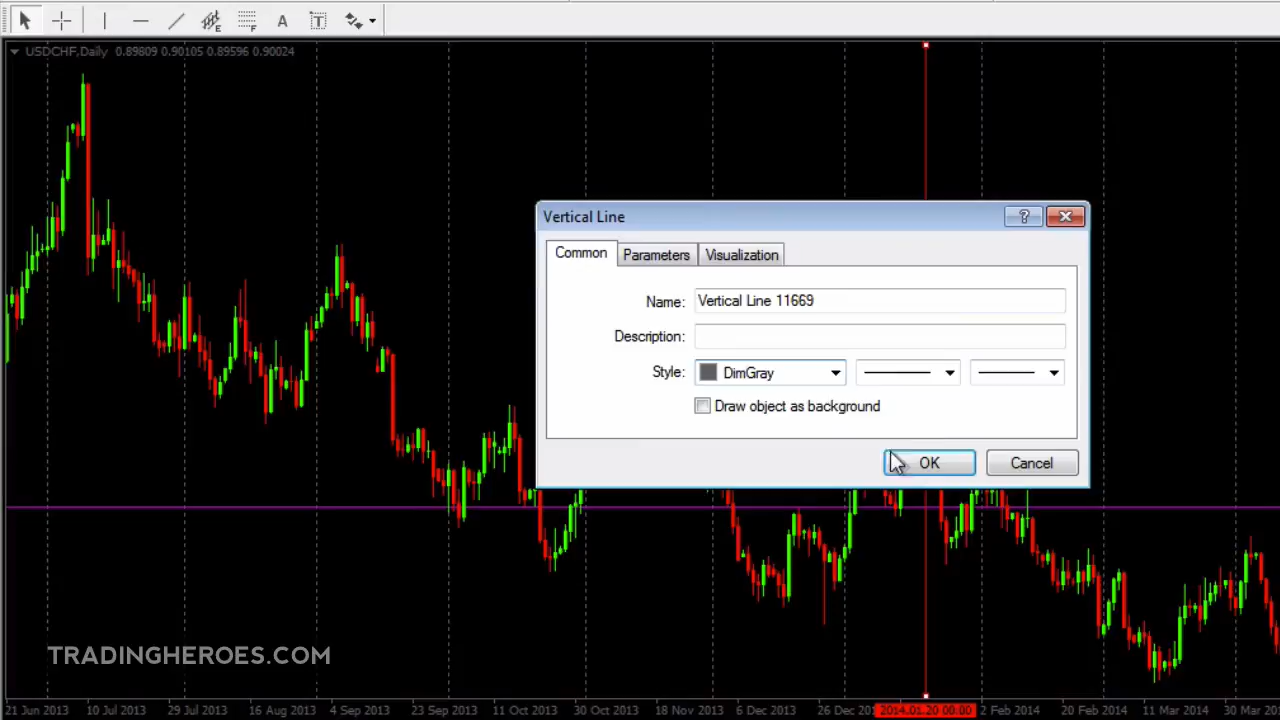 E
F
A
T
USDCHF,Daily 0.89809 0.90105 0.89596 0.90024
Vertical Line
?
Common Parameters Visualization
Name: Vertical Line 11669
Description:
Style: DimGray
Draw object as background
OK Cancel
TRADINGHEROES.COM
21 Jun 2013 10 Jul 2013 29 Jul 2013 16 Aug 2013 4 Sep 2013 23 Sep 2013 11 Oct 2013 30 Oct 2013 18 Nov 2013 6 Dec 2013 26 Dec 2014.01.20 00:00 2 Feb 2014 20 Feb 2014 11 Mar 2014 30 Mar